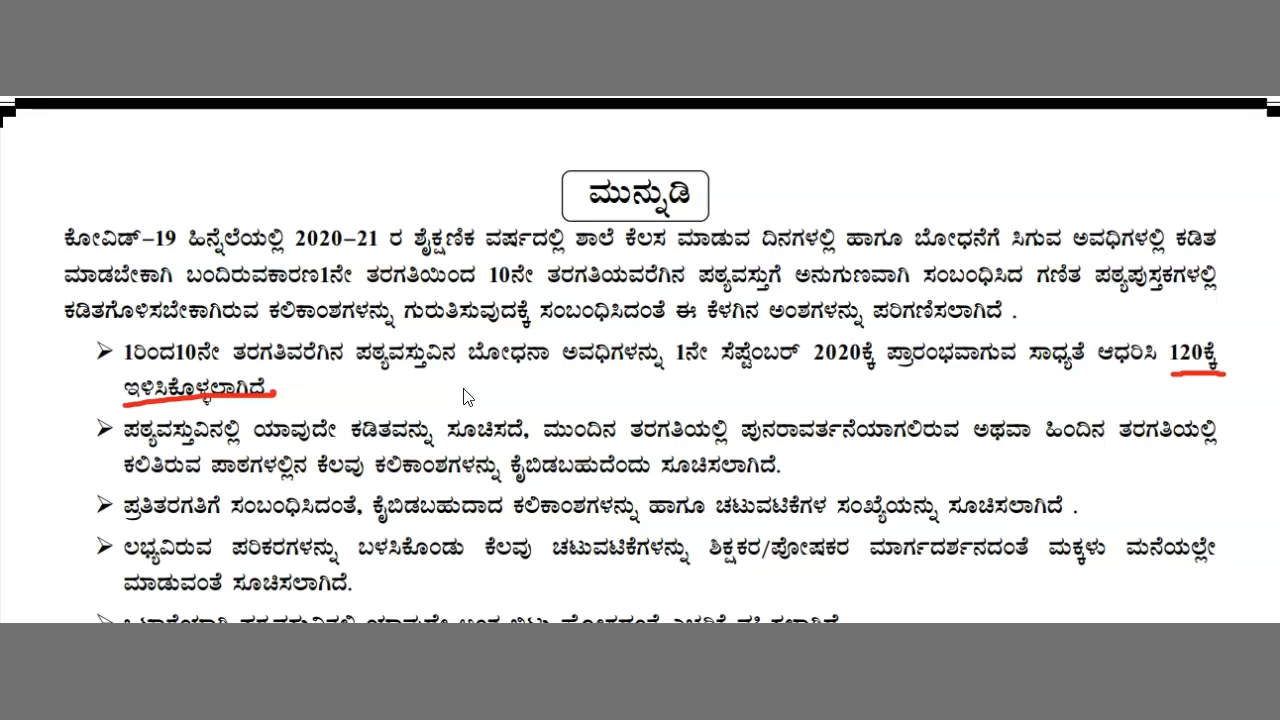 ಮುನ್ನುಡಿ
ಕೋವಿಡ್–19 ಹಿನ್ನೆಲೆಯಲ್ಲಿ 2020–21 ರ ಶೈಕ್ಷಣಿಕ ವರ್ಷದಲ್ಲಿ ಶಾಲೆ ಕೆಲಸ ಮಾಡುವ ದಿನಗಳಲ್ಲಿ ಹಾಗೂ ಬೋಧನೆಗೆ ಸಿಗುವ ಅವಧಿಗಳಲ್ಲಿ ಕಡಿತ
ಮಾಡಬೇಕಾಗಿ ಬಂದಿರುವಕಾರಣ1ನೇ ತರಗತಿಯಿಂದ 10ನೇ ತರಗತಿಯವರೆಗಿನ ಪಠ್ಯವಸ್ತುಗೆ ಅನುಗುಣವಾಗಿ ಸಂಬಂಧಿಸಿದ ಗಣಿತ ಪಠ್ಯಪುಸ್ತಕಗಳಲ್ಲಿ
ಕಡಿತಗೊಳಿಸಬೇಕಾಗಿರುವ ಕಲಿಕಾಂಶಗಳನ್ನು ಗುರುತಿಸುವುದಕ್ಕೆ ಸಂಬಂಧಿಸಿದಂತೆ ಈ ಕೆಳಗಿನ ಅಂಶಗಳನ್ನು ಪರಿಗಣಿಸಲಾಗಿದೆ .
➢ 1ರಿಂದ10ನೇ ತರಗತಿವರೆಗಿನ ಪಠ್ಯವಸ್ತುವಿನ ಬೋಧನಾ ಅವಧಿಗಳನ್ನು 1ನೇ ಸೆಪ್ಟೆಂಬರ್ 2020ಕ್ಕೆ ಪ್ರಾರಂಭವಾಗುವ ಸಾಧ್ಯತೆ ಆಧರಿಸಿ 120ಕ್ಕೆ
ಇಳಿಸಿಕೊಳ್ಳಲಾಗಿದೆ.
➢ ಪಠ್ಯವಸ್ತುವಿನಲ್ಲಿ ಯಾವುದೇ ಕಡಿತವನ್ನು ಸೂಚಿಸದೆ, ಮುಂದಿನ ತರಗತಿಯಲ್ಲಿ ಪುನರಾವರ್ತನೆಯಾಗಲಿರುವ ಅಥವಾ ಹಿಂದಿನ ತರಗತಿಯಲ್ಲಿ
ಕಲಿತಿರುವ ಪಾಠಗಳಲ್ಲಿನ ಕೆಲವು ಕಲಿಕಾಂಶಗಳನ್ನು ಕೈಬಿಡಬಹುದೆಂದು ಸೂಚಿಸಲಾಗಿದೆ.
➢ ಪ್ರತಿತರಗತಿಗೆ ಸಂಬಂಧಿಸಿದಂತೆ, ಕೈಬಿಡಬಹುದಾದ ಕಲಿಕಾಂಶಗಳನ್ನು ಹಾಗೂ ಚಟುವಟಿಕೆಗಳ ಸಂಖ್ಯೆಯನ್ನು ಸೂಚಿಸಲಾಗಿದೆ .
➢ ಲಭ್ಯವಿರುವ ಪರಿಕರಗಳನ್ನು ಬಳಸಿಕೊಂಡು ಕೆಲವು ಚಟುವಟಿಕೆಗಳನ್ನು ಶಿಕ್ಷಕರ/ಪೋಷಕರ ಮಾರ್ಗದರ್ಶನದಂತೆ ಮಕ್ಕಳು ಮನೆಯಲ್ಲೇ
ಮಾಡುವಂತೆ ಸೂಚಿಸಲಾಗಿದೆ.